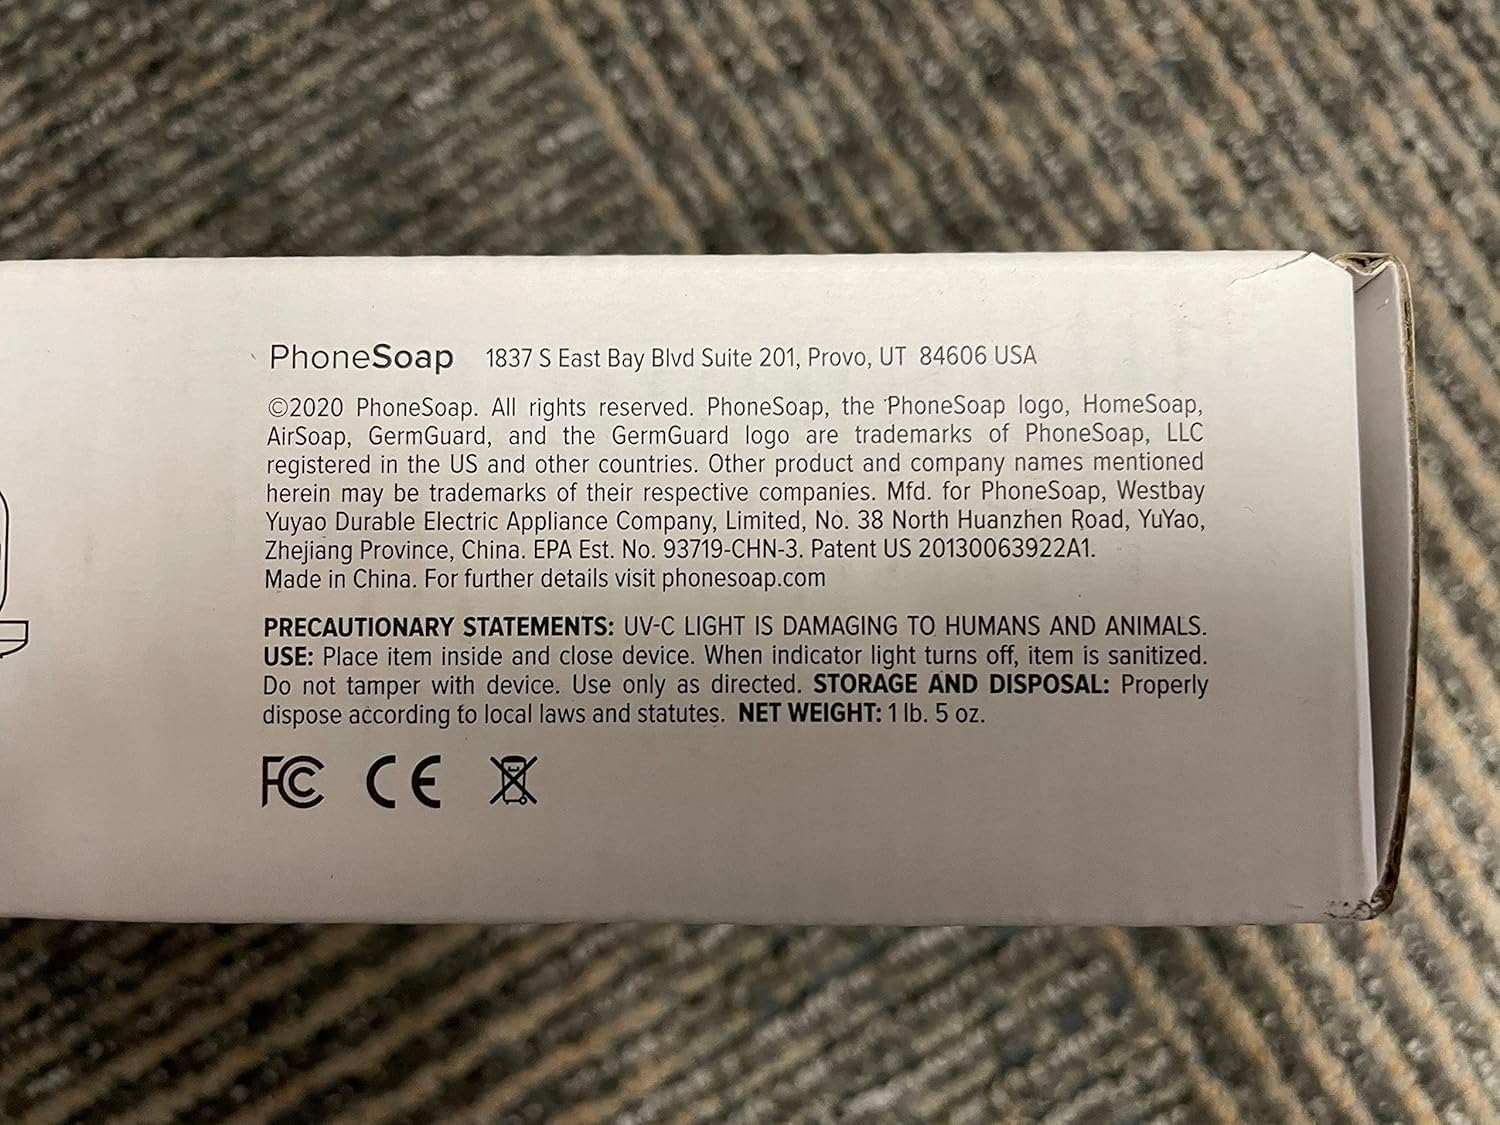 PhoneSoap 1837 S East Bay Blvd Suite 201, Provo, UT 84606 USA
©2020 PhoneSoap. All rights reserved. PhoneSoap, the PhoneSoap logo, HomeSoap,
AirSoap, GermGuard, and the GermGuard logo are trademarks of PhoneSoap, LLC
registered in the US and other countries. Other product and company names mentioned
herein may be trademarks of their respective companies. Mfd. for PhoneSoap, Westbay
Yuyao Durable Electric Appliance Company, Limited, No. 38 North Huanzhen Road, YuYao,
Zhejiang Province, China. EPA Est. No. 93719-CHN-3. Patent US 20130063922A1.
Made in China. For further details visit phonesoap.com
PRECAUTIONARY STATEMENTS: UV-C LIGHT IS DAMAGING TO HUMANS AND ANIMALS.
USE: Place item inside and close device. When indicator light turns off, item is sanitized.
Do not tamper with device. Use only as directed. STORAGE AND DISPOSAL: Properly
dispose according to local laws and statutes. NET WEIGHT: 1 lb. 5 oz.
FC CE